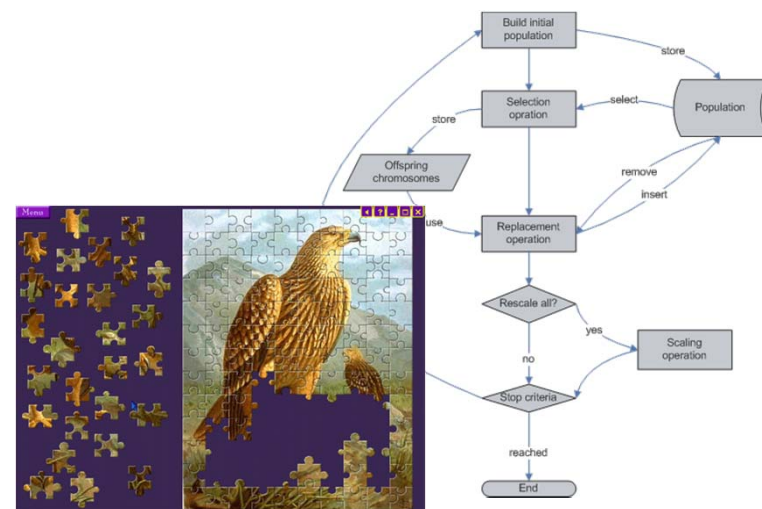 Build initial
population
store
Selection
opration
select
Population
store
Offspring
chromosomes
remove
insert
use
Replacement
operation
Menu
?
Rescale all?
yes
Scaling
operation
no
Stop criteria
reached
End